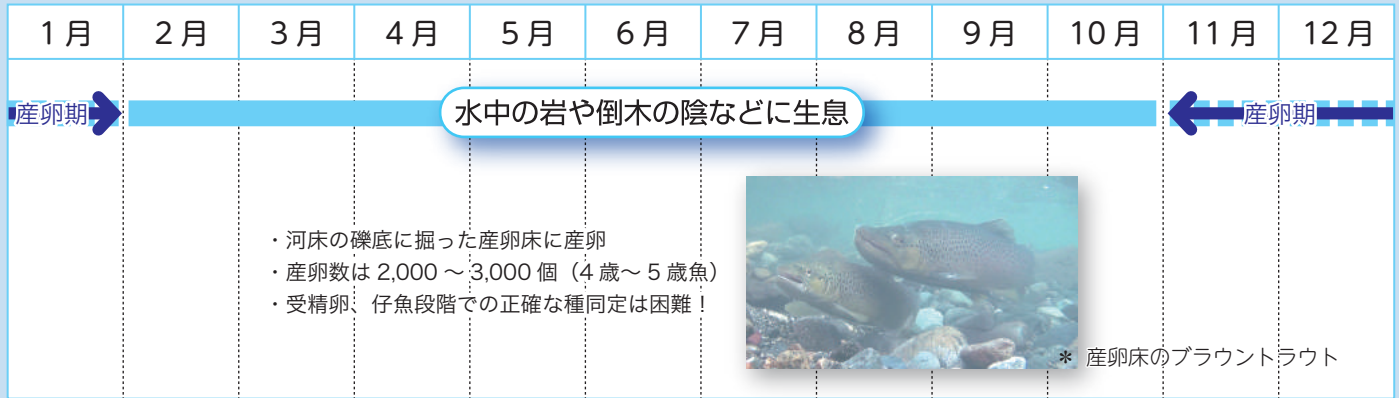 1月 2月 3月 4月 5月 6月 7月 8月 9月 10月 11月 12月
産卵期 水中の岩や倒木の陰などに生息 産卵期
・河床の礫底に掘った産卵床に産卵
・産卵数は 2,000 ～ 3,000 個（4 歳～ 5 歳魚）
・受精卵、仔魚段階での正確な種同定は困難！
＊ 産卵床のブラウントラウト